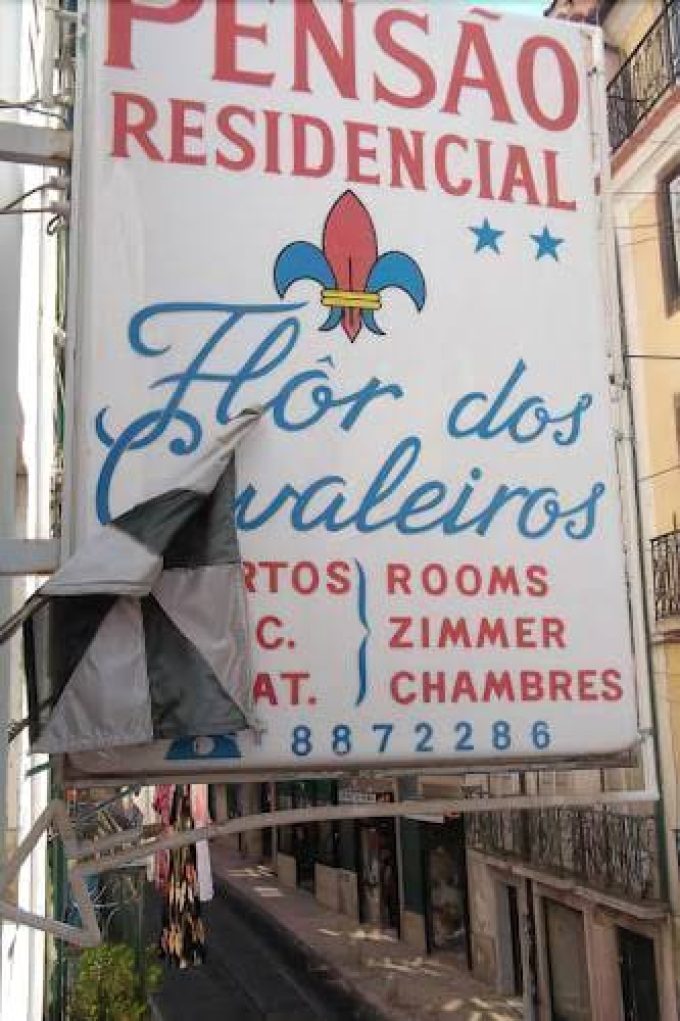 PENSÃO
RESIDENCIAL
Flôr dos
Cavaleiros
RTOS } ROOMS
C. ZIMMER
AT. CHAMBRES
8872286